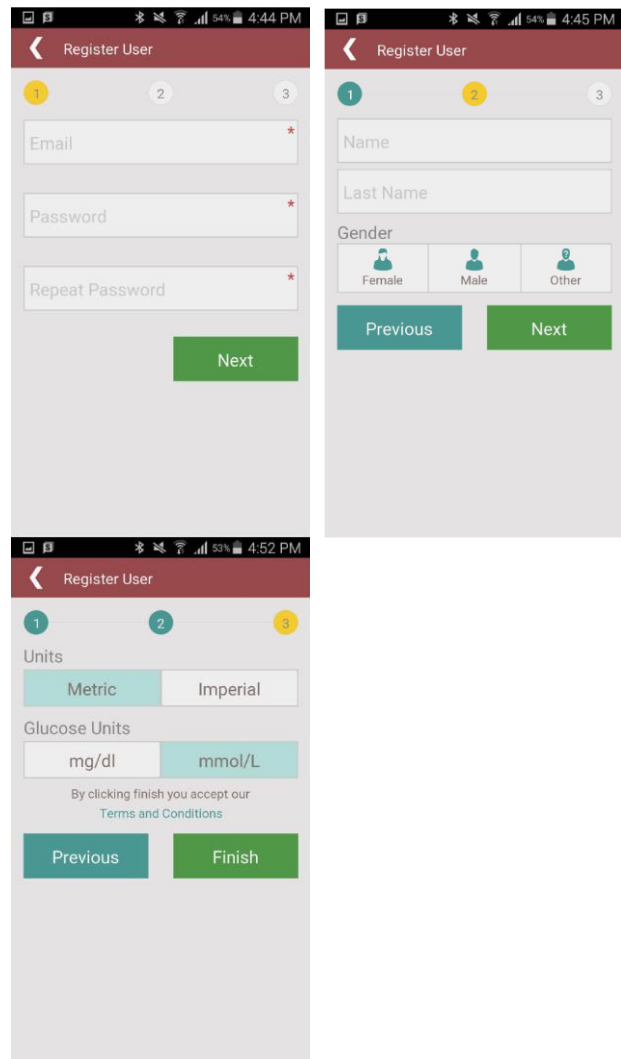 54% 4:44 PM
Register User
1 2 3
Email *
Password *
Repeat Password *
Next
54% 4:45 PM
Register User
1 2 3
Name
Last Name
Gender
Female Male Other
Previous Next
53% 4:52 PM
Register User
1 2 3
Units
Metric Imperial
Glucose Units
mg/dl mmol/L
By clicking finish you accept our
Terms and Conditions
Previous Finish